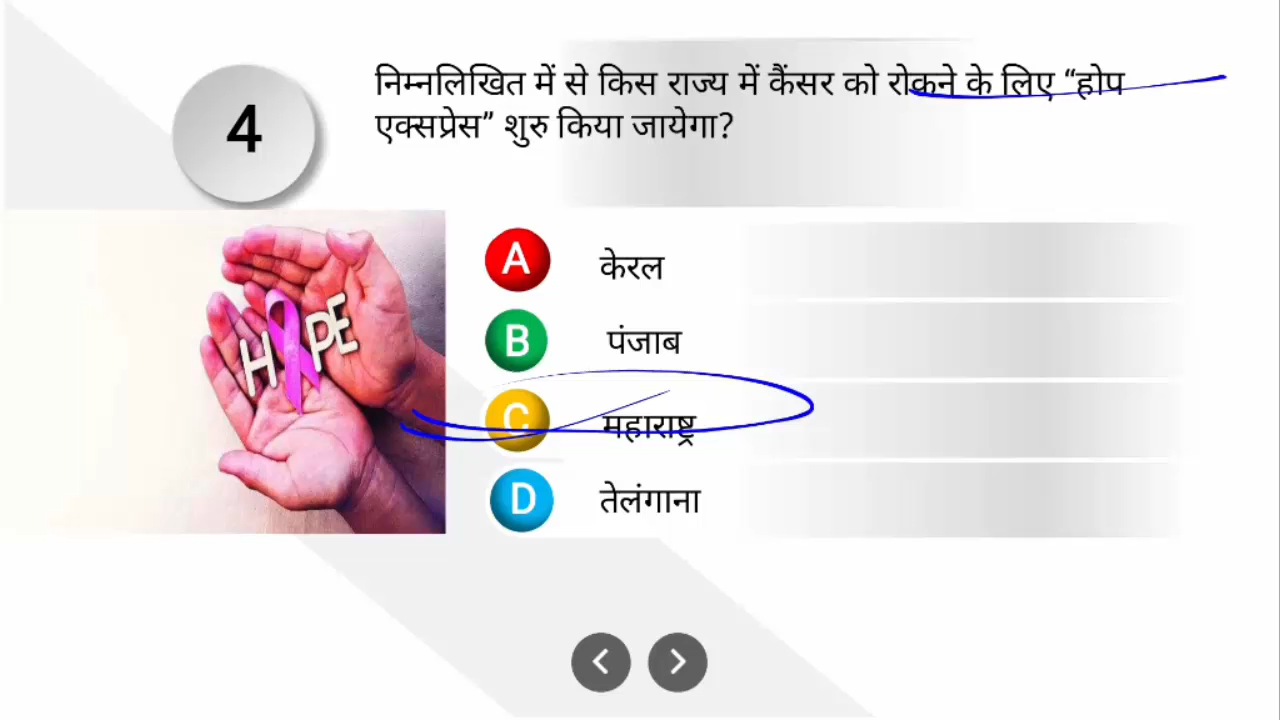 4
निम्नलिखित में से किस राज्य में कैंसर को रोकने के लिए “होप
एक्सप्रेस” शुरु किया जायेगा?
HOPE
A केरल
B पंजाब
C महाराष्ट्र
D तेलंगाना